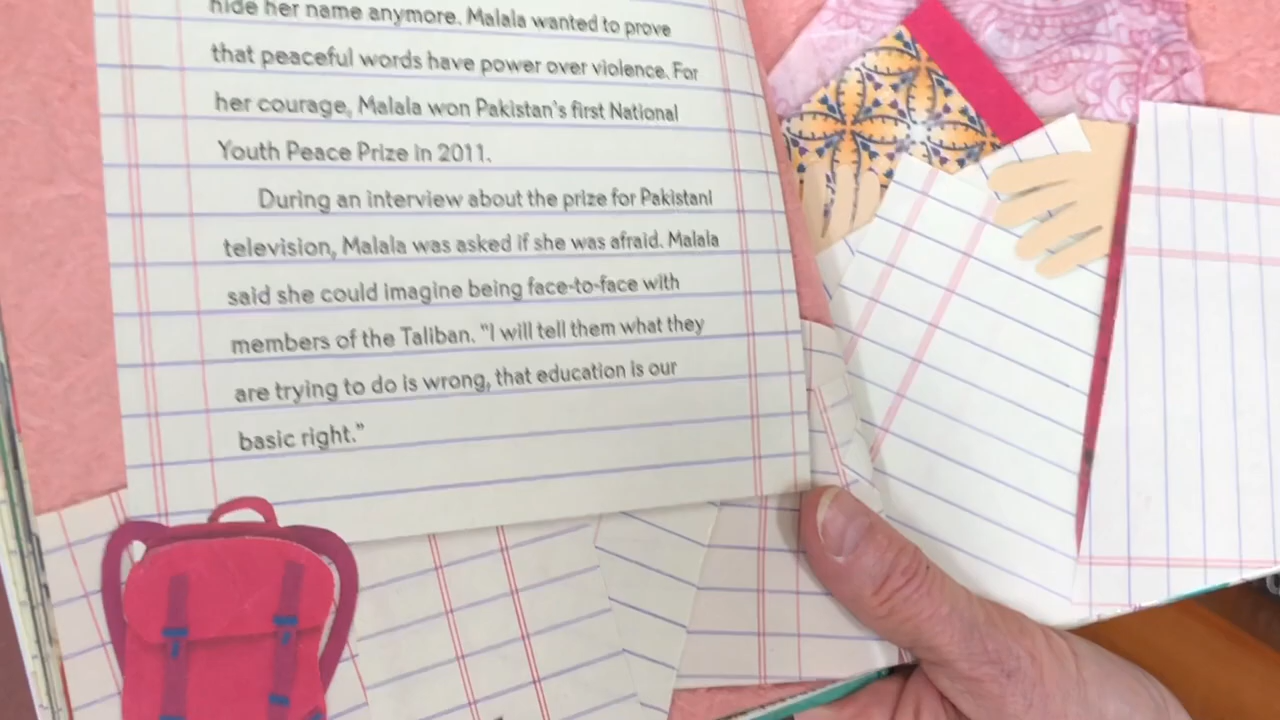 hide her name anymore. Malala wanted to prove
that peaceful words have power over violence. For
her courage, Malala won Pakistan's first National
Youth Peace Prize in 2011.
During an interview about the prize for Pakistani
television, Malala was asked if she was afraid. Malala
said she could imagine being face-to-face with
members of the Taliban. "I will tell them what they
are trying to do is wrong, that education is our
basic right."